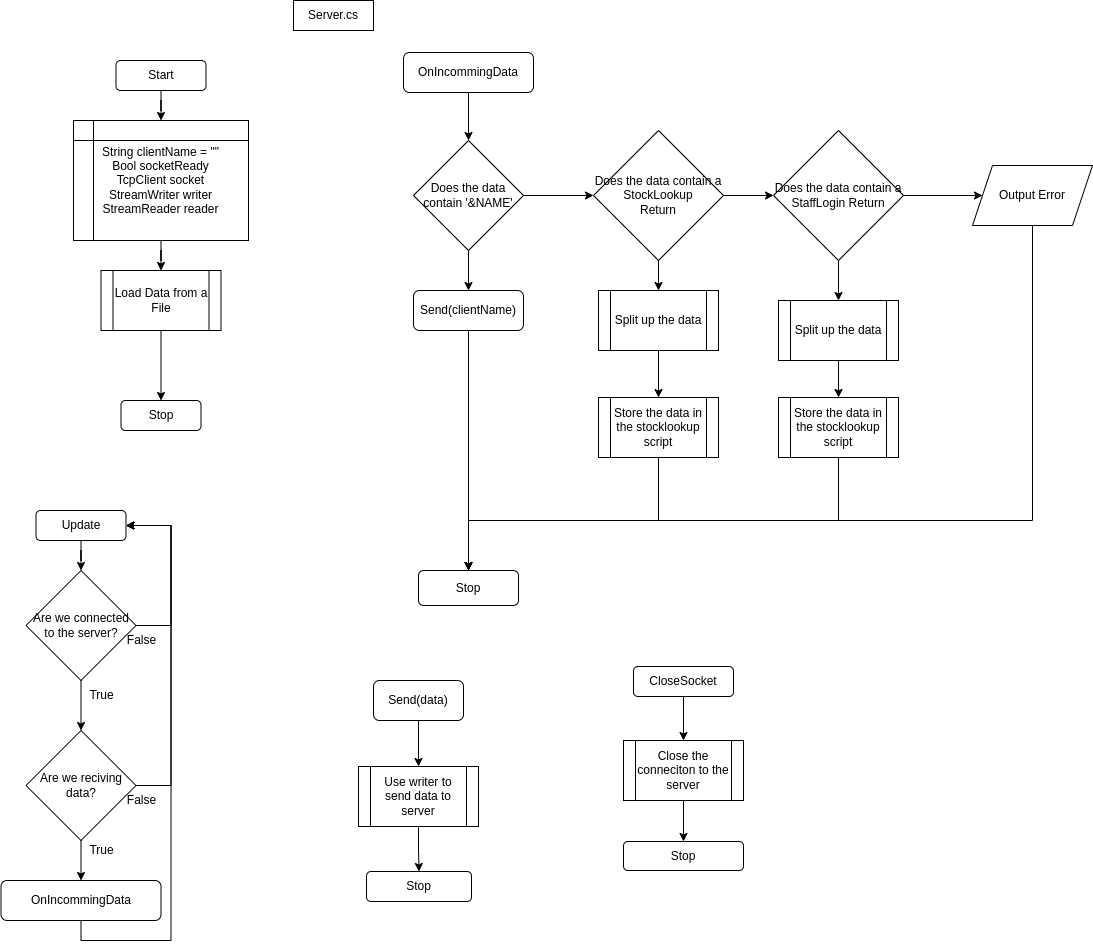 Server.cs
Start
String clientName = ""
Bool socketReady
TcpClient socket
StreamWriter writer
StreamReader reader
Load Data from a
File
Stop
OnIncommingData
Does the data
contain '&NAME'
Does the data contain a
StockLookup
Return
Does the data contain a
StaffLogin Return
Output Error
Send(clientName)
Split up the data
Split up the data
Store the data in
the stocklookup
script
Store the data in
the stocklookup
script
Stop
Update
Are we connected
to the server?
False
True
Are we reciving
data?
False
True
OnIncommingData
Send(data)
Use writer to
send data to
server
Stop
CloseSocket
Close the
conneciton to the
server
Stop